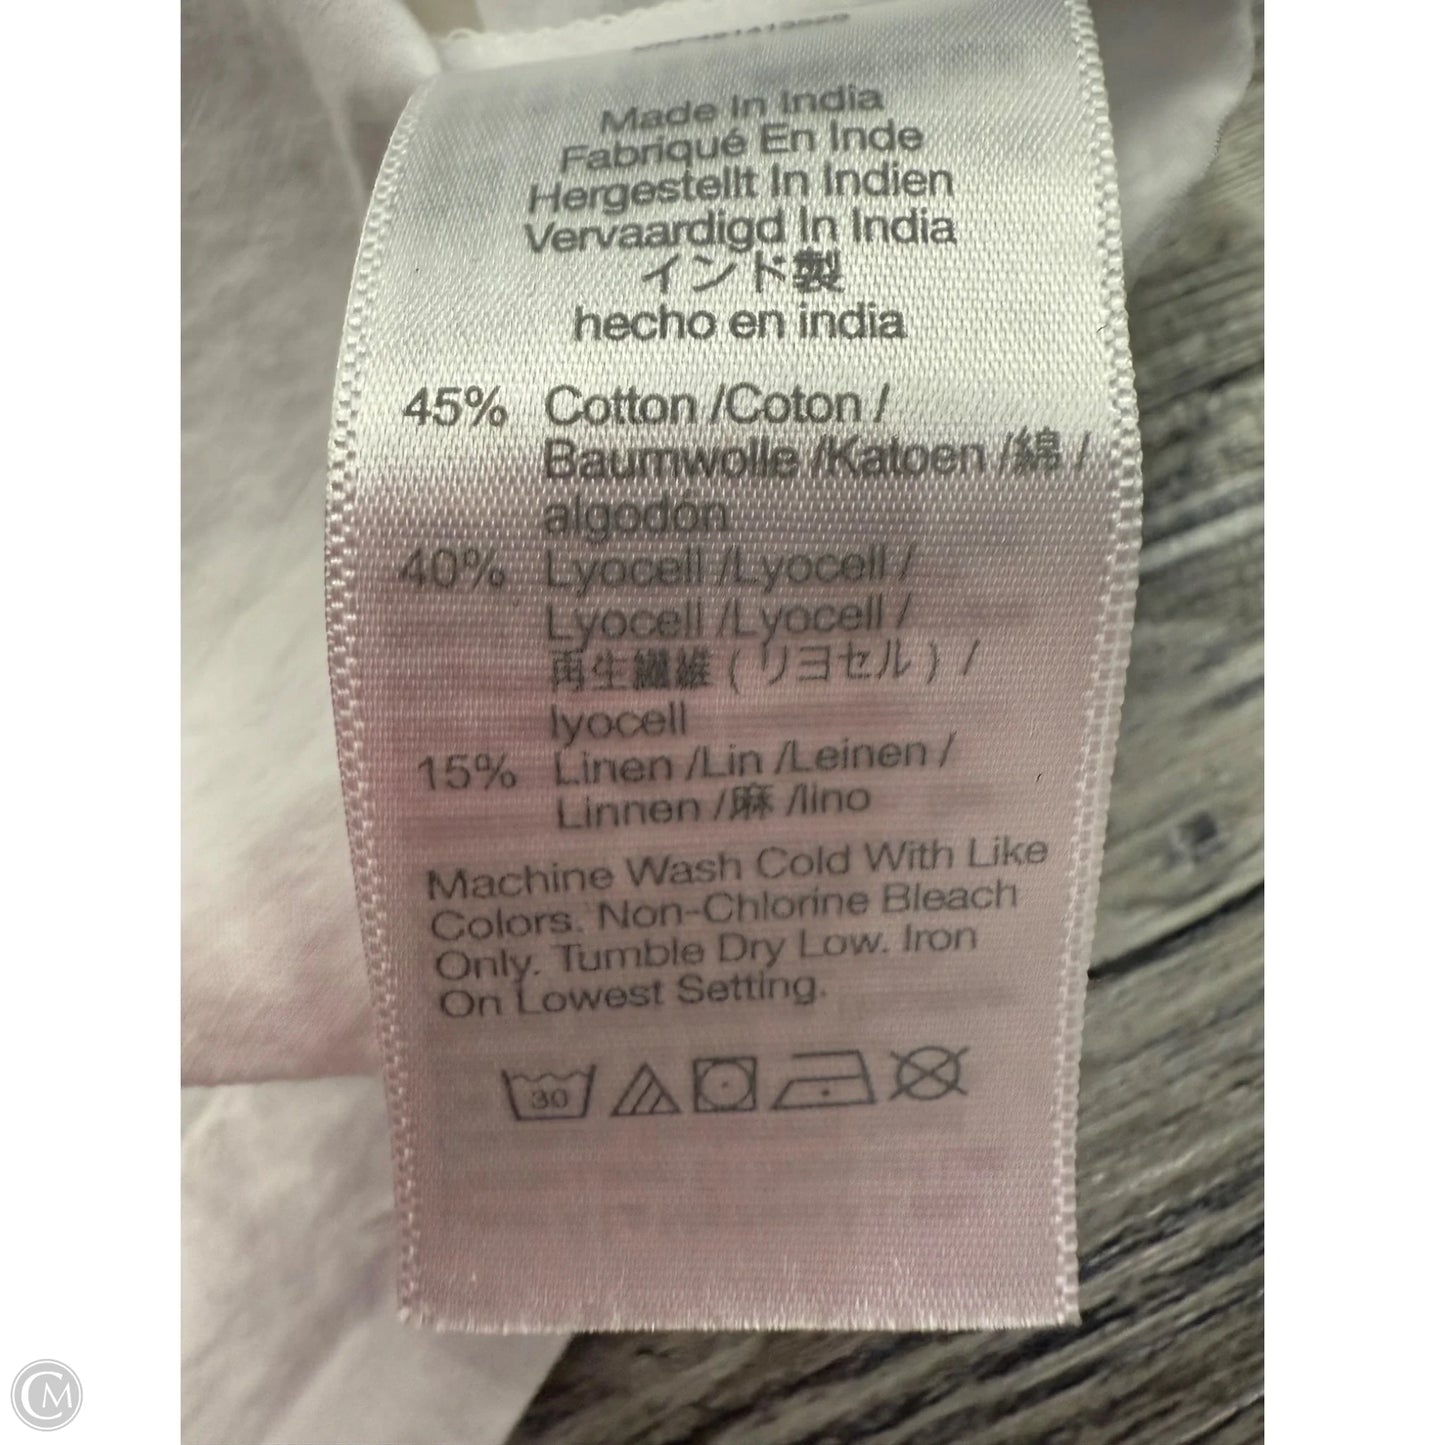 Made In India
Fabriqué En Inde
Hergestellt In Indien
Vervaardigd In India
インド製
hecho en india
45% Cotton /Coton /
Baumwolle /Katoen /綿 /
algodón
40% Lyocell /Lyocell /
Lyocell /Lyocell /
再生繊維 ( リヨセル ) /
lyocell
15% Linen /Lin /Leinen /
Linnen /麻 /lino
Machine Wash Cold With Like
Colors. Non-Chlorine Bleach
Only. Tumble Dry Low. Iron
On Lowest Setting.
30
CM